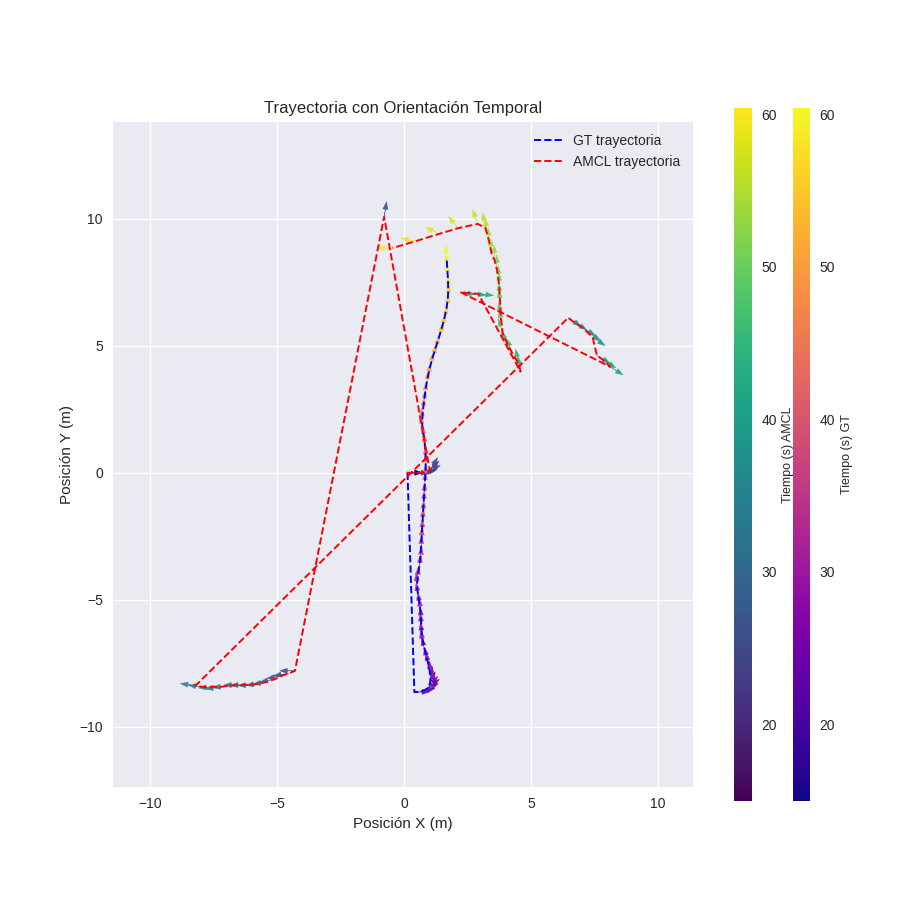 Trayectoria con Orientación Temporal
GT trayectoria
AMCL trayectoria
10
5
0
−5
−10
Posición Y (m)
−10
−5
0
5
10
Posición X (m)
60
50
40
30
20
Tiempo (s) AMCL
60
50
40
30
20
Tiempo (s) GT